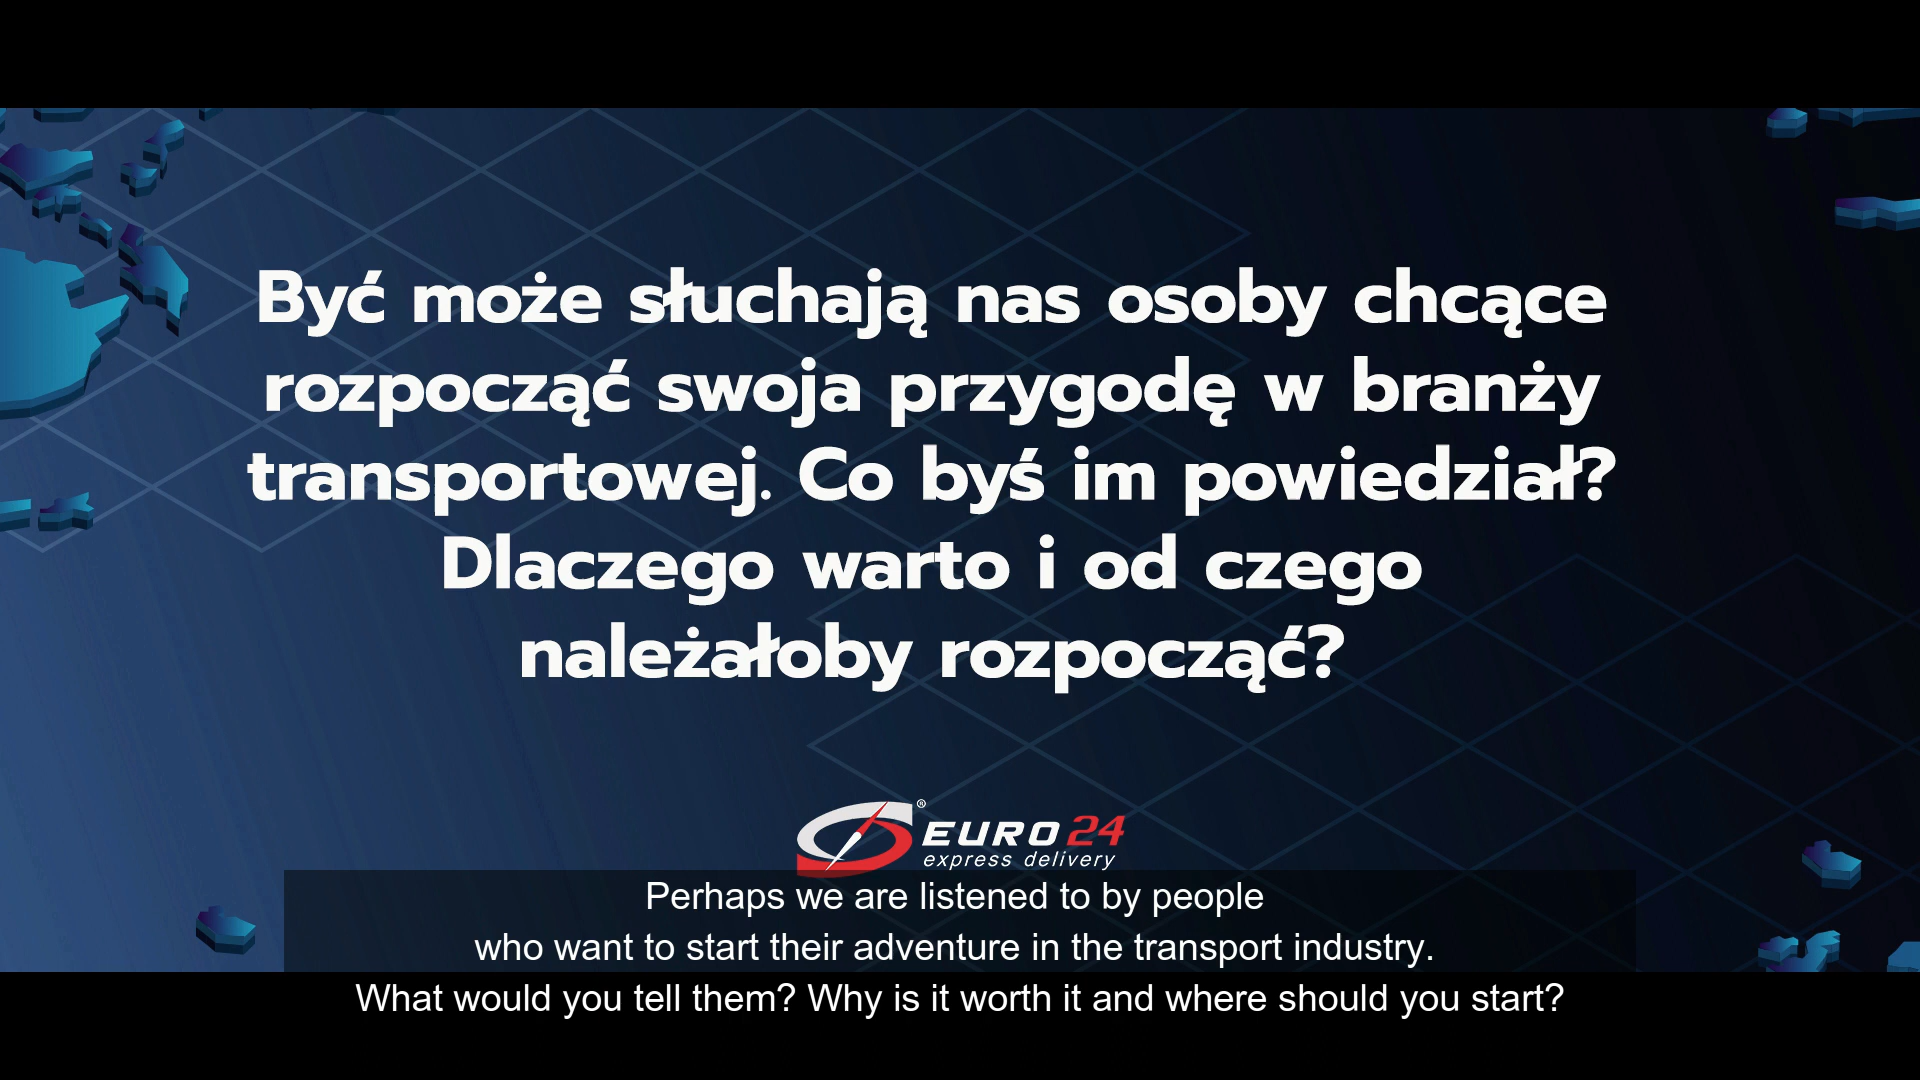 Być może słuchają nas osoby chcące
rozpocząć swoja przygodę w branży
transportowej. Co byś im powiedział?
Dlaczego warto i od czego
należałoby rozpocząć?
®
EURO 24
express delivery
Perhaps we are listened to by people
who want to start their adventure in the transport industry.
What would you tell them? Why is it worth it and where should you start?